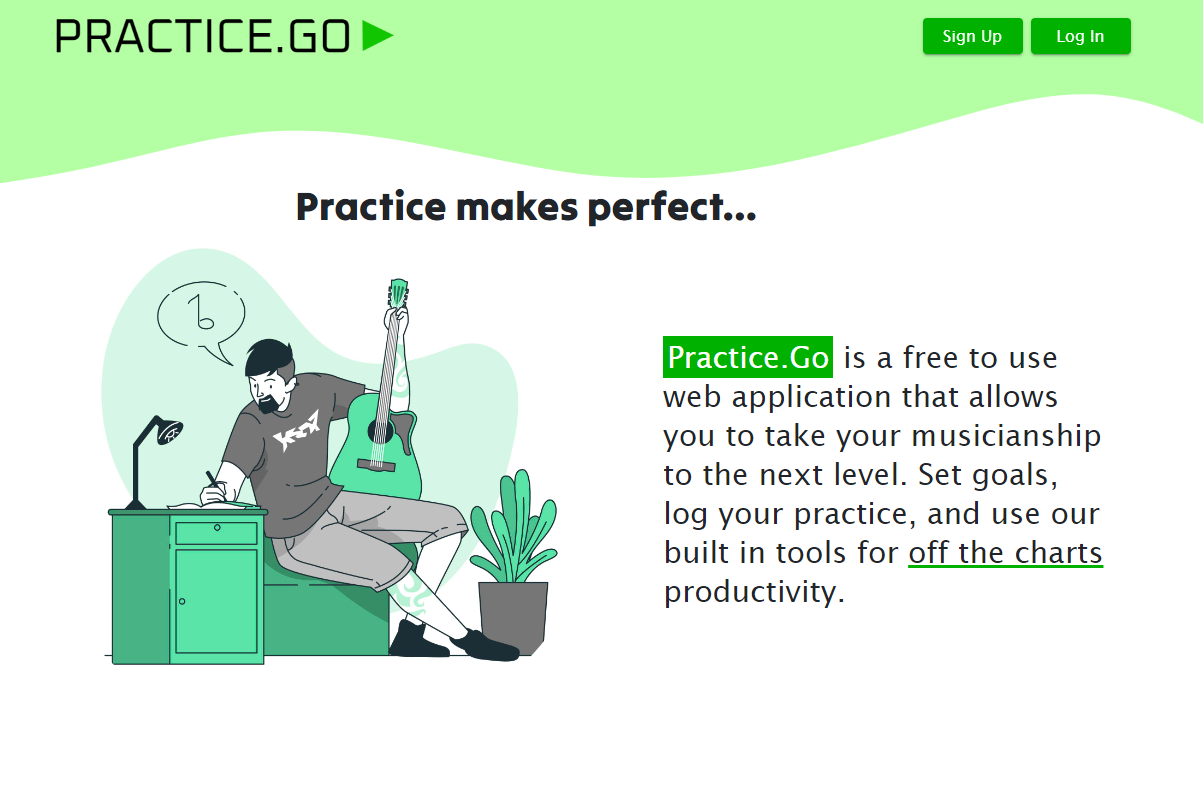 PRACTICE.GO
Sign Up
Log In
Practice makes perfect...
Practice.Go is a free to use
web application that allows
you to take your musicianship
to the next level. Set goals,
log your practice, and use our
built in tools for off the charts
productivity.